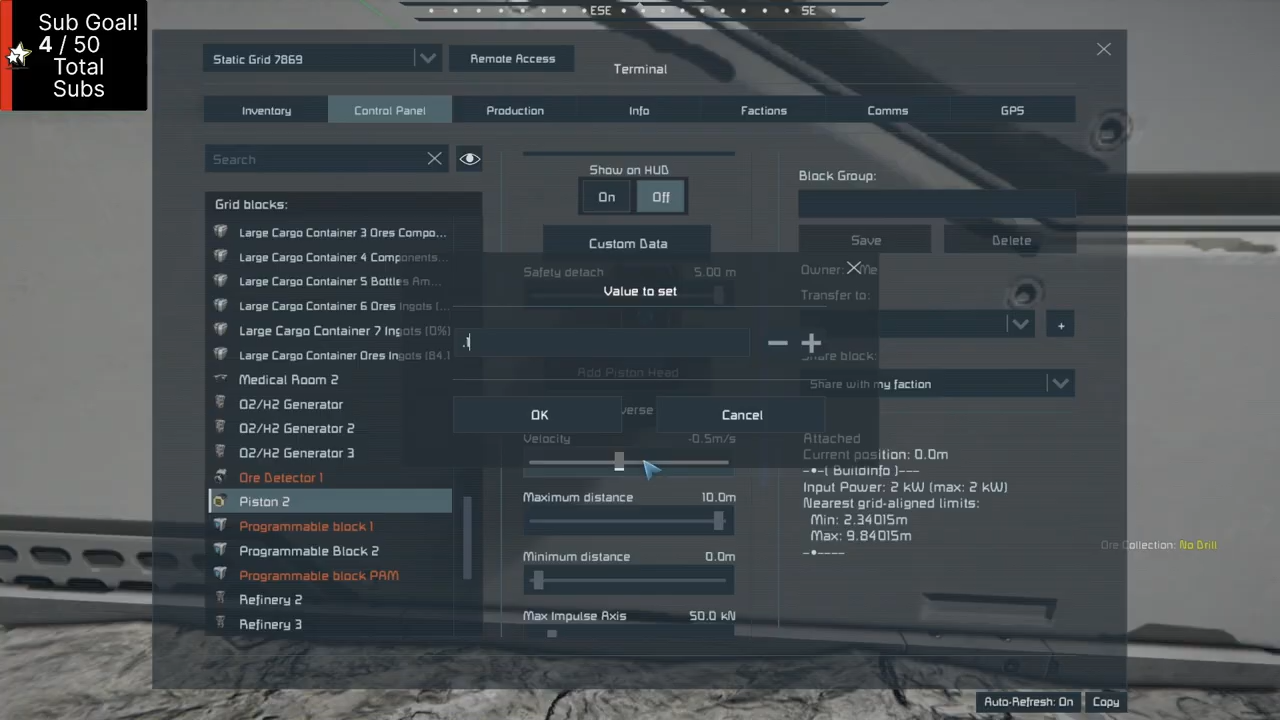 Sub Goal!
4 / 50
Total
Subs
ESE
SE
Static Grid 7869
Remote Access
Terminal
Inventory
Control Panel
Production
Info
Factions
Comms
GPS
Search
Grid blocks:
Large Cargo Container 3 Ores Compo...
Large Cargo Container 4 Components...
Large Cargo Container 5 Bottles Am...
Large Cargo Container 6 Ores Ingots (...
Large Cargo Container 7 Ingots (0%)
Large Cargo Container Ores Ingots (84.1
Medical Room 2
O2/H2 Generator
O2/H2 Generator 2
O2/H2 Generator 3
Ore Detector 1
Piston 2
Programmable block 1
Programmable Block 2
Programmable block PAM
Refinery 2
Refinery 3
Show on HUD
On
Off
Custom Data
Safety detach
5.00 m
Value to set
.1
Add Piston Head
OK
Cancel
Velocity
-0.5m/s
Maximum distance
10.0m
Minimum distance
0.0m
Max Impulse Axis
50.0 kN
Block Group:
Save
Delete
Owner: Me
Transfer to:
+
Share block:
Share with my faction
Attached
Current position: 0.0m
--•--( BuildInfo )---
Input Power: 2 kW (max: 2 kW)
Nearest grid-aligned limits:
Min: 2.34015m
Max: 9.84015m
--•----
Ore Collection: No Drill
Auto-Refresh: On
Copy